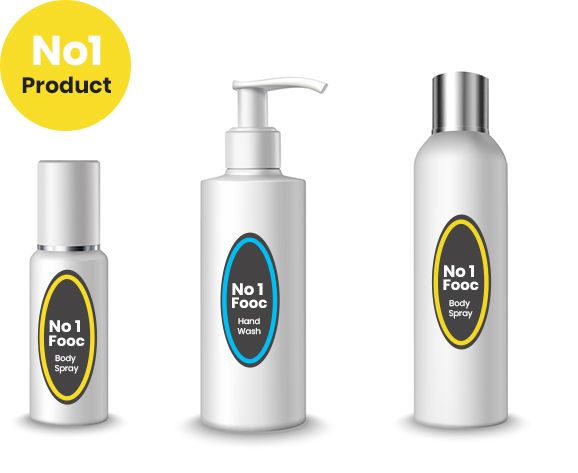 No1
Product
No 1
Fooc
Body
Spray
No 1
Fooc
Hand
Wash
No 1
Fooc
Body
Spray